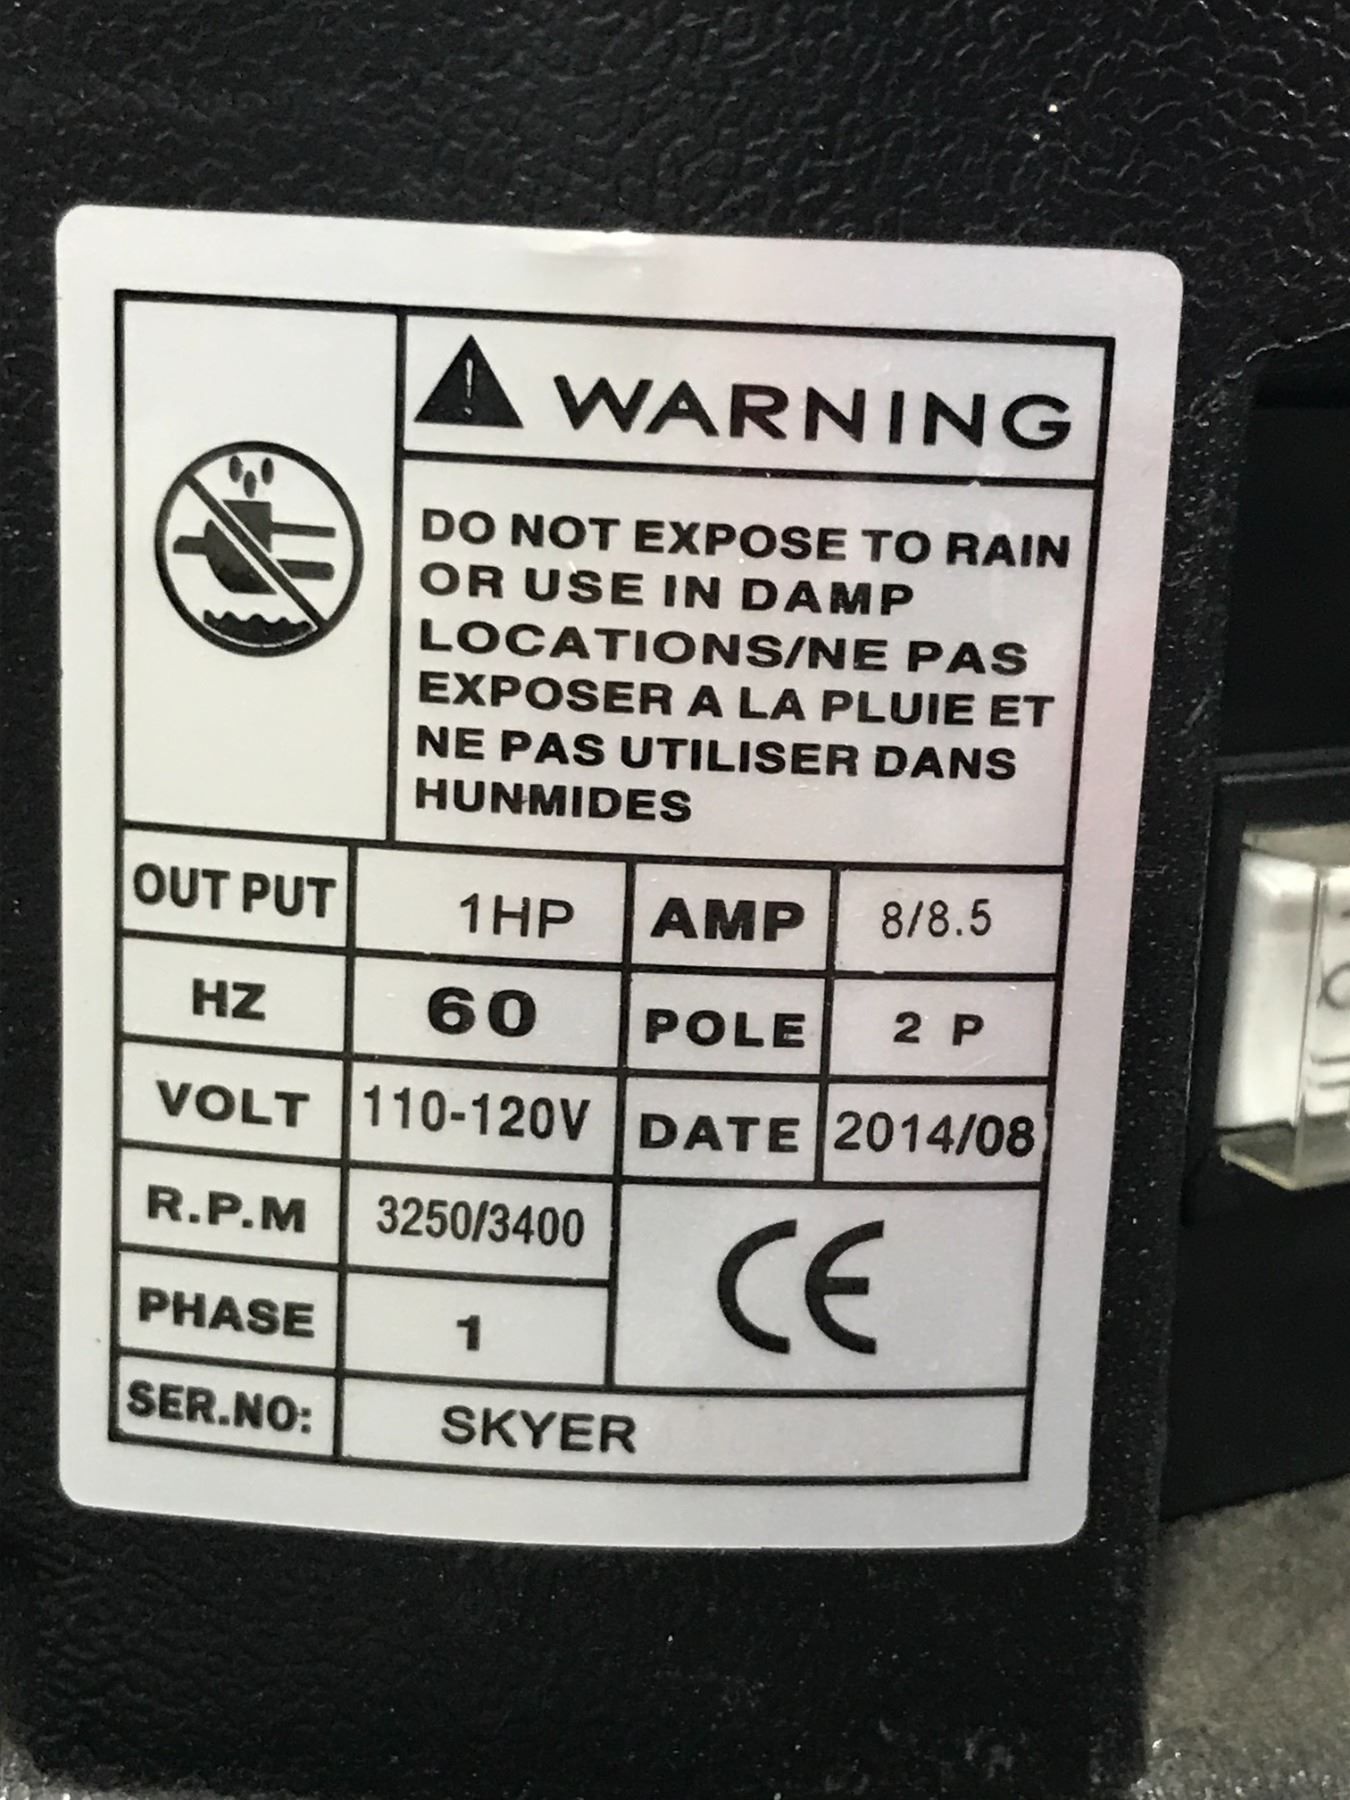 WARNING
DO NOT EXPOSE TO RAIN
OR USE IN DAMP
LOCATIONS/NE PAS
EXPOSER A LA PLUIE ET
NE PAS UTILISER DANS
HUNMIDES
OUT PUT 1HP AMP 8/8.5
HZ 60 POLE 2 P
VOLT 110-120V DATE 2014/08
R.P.M 3250/3400
CE
PHASE 1
SER.NO: SKYER